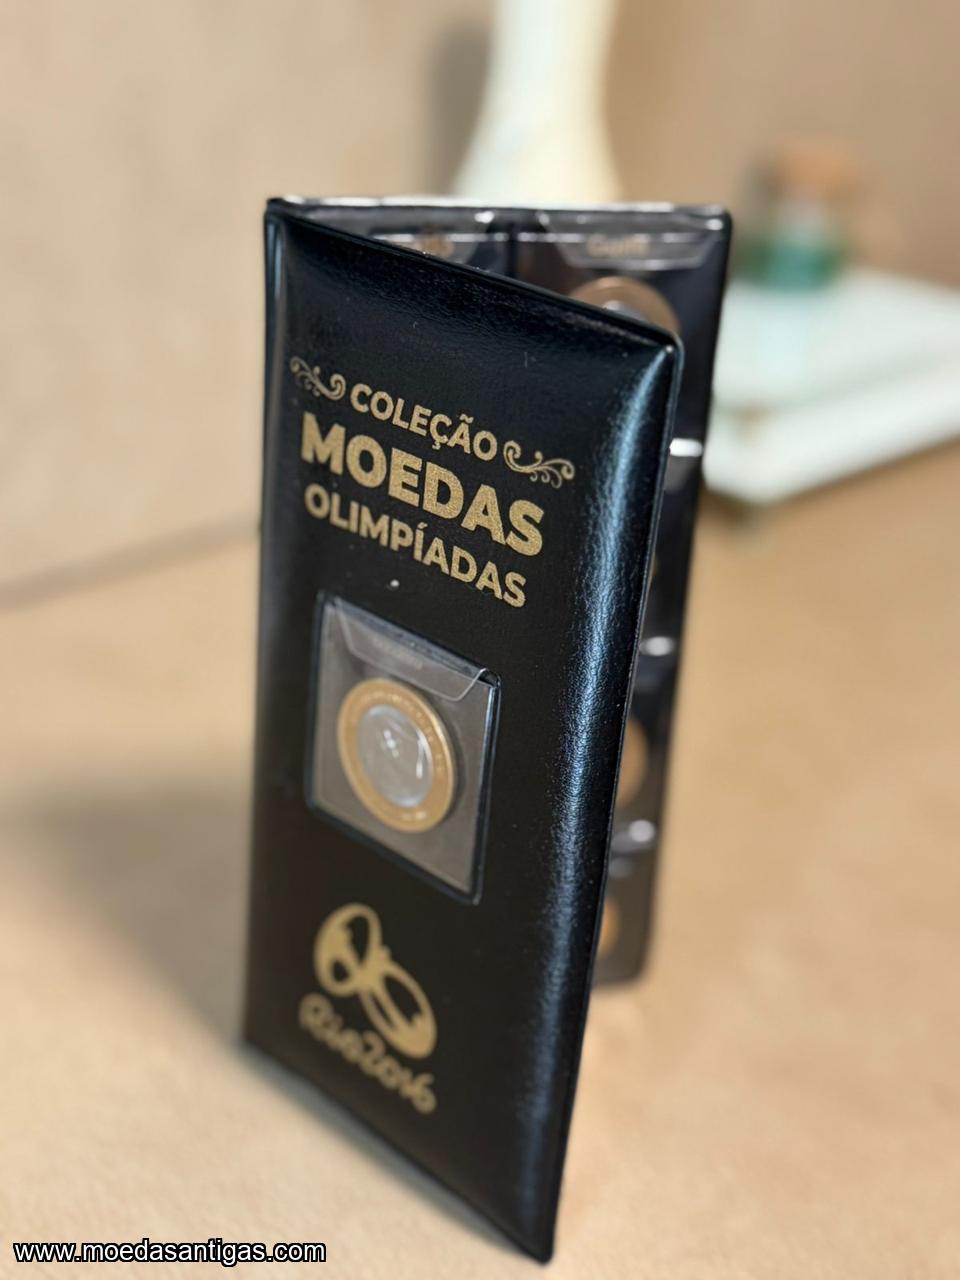 COLEÇÃO
MOEDAS
OLIMPÍADAS
Rio2016
www.moedasantigas.com